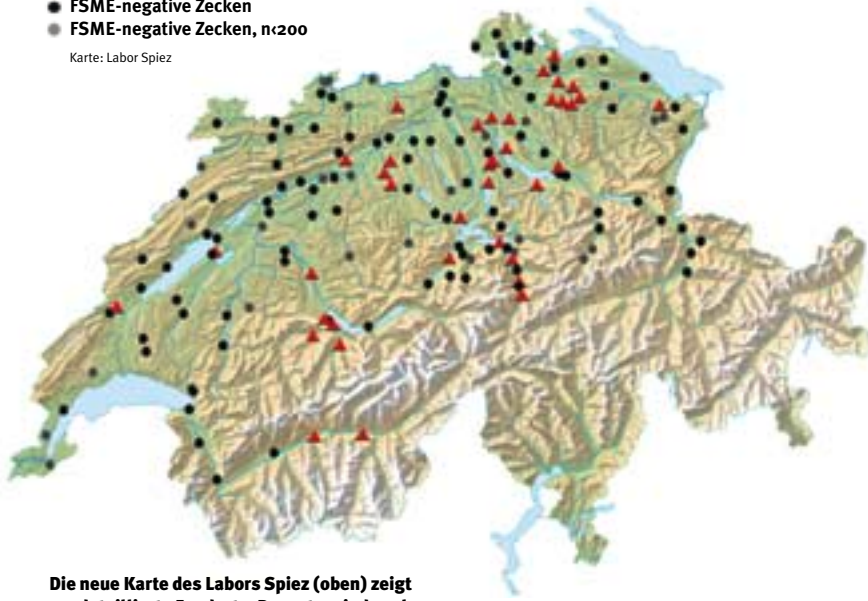 FSME-negative Zecken
FSME-negative Zecken, n<200
Karte: Labor Spiez
Die neue Karte des Labors Spiez (oben) zeigt